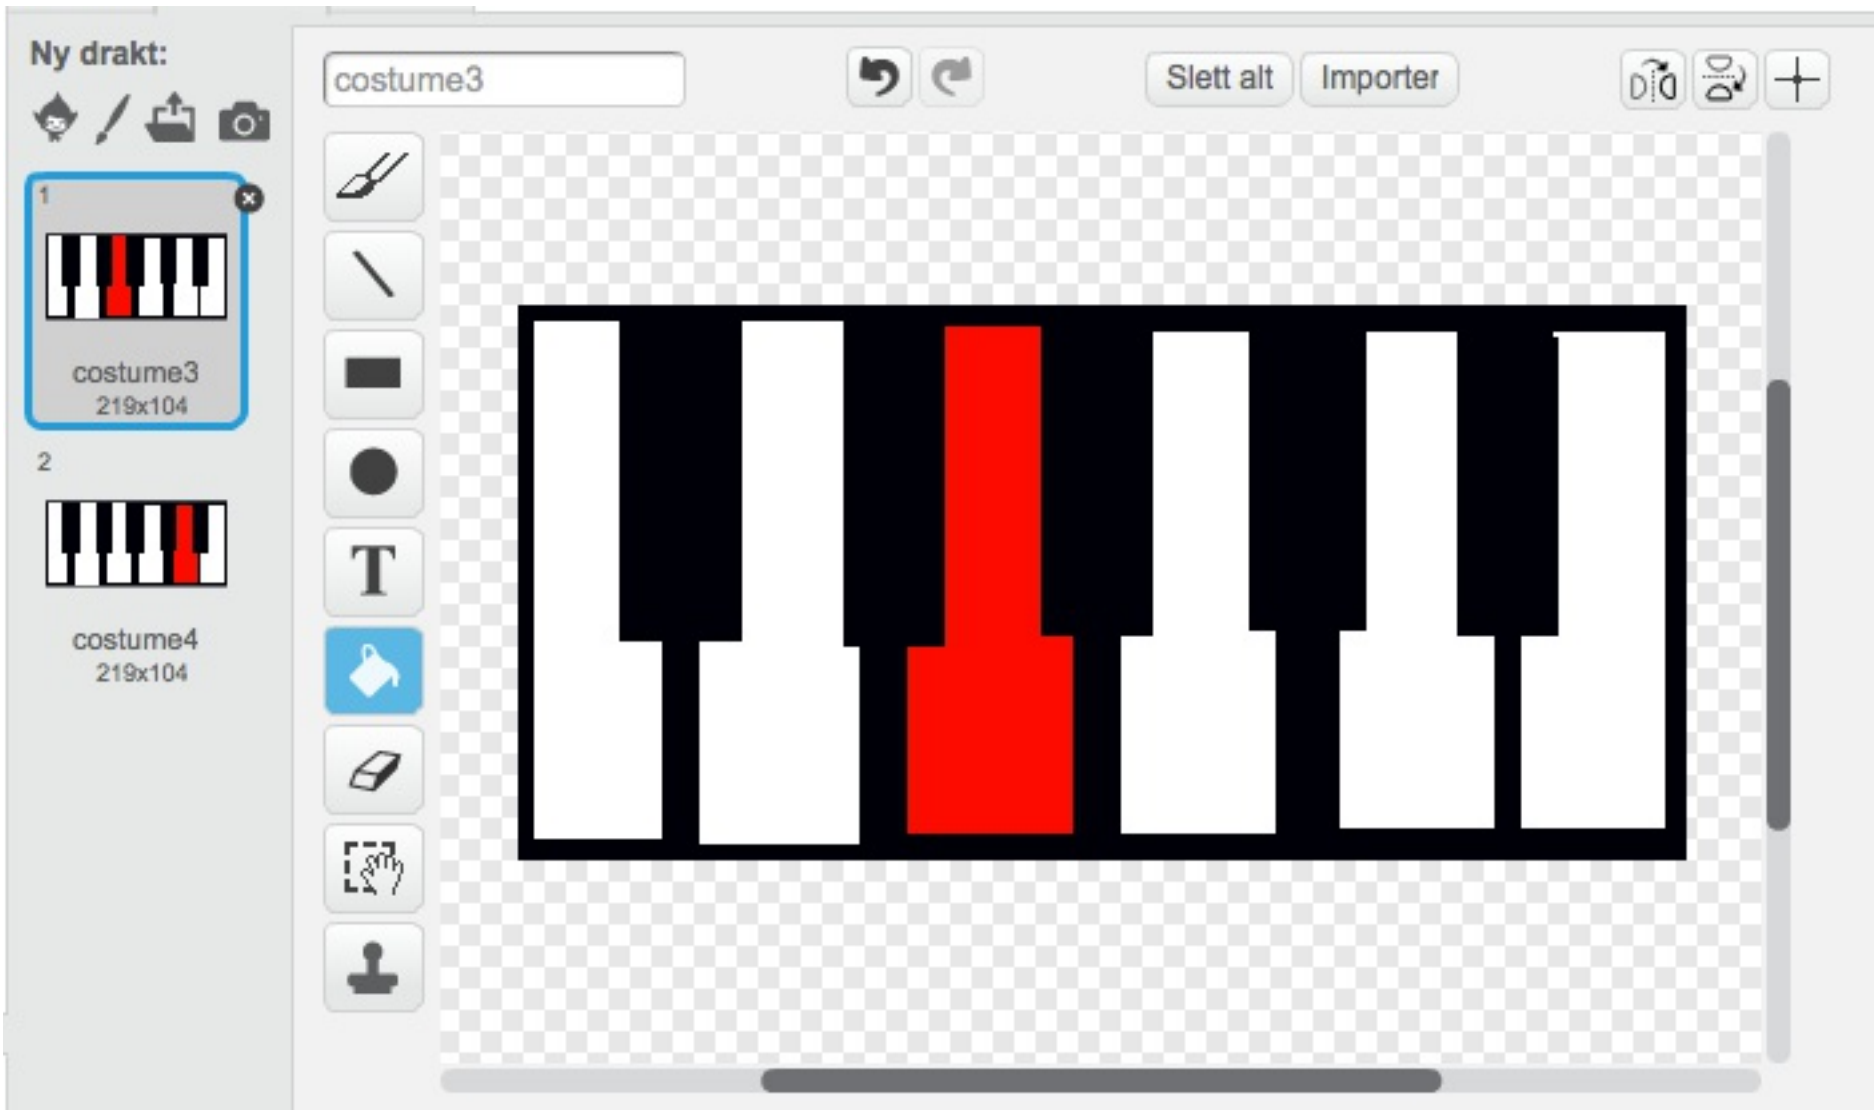 Ny drakt:
costume3
Slett alt
Importer
1
costume3
219x104
2
costume4
219x104
T